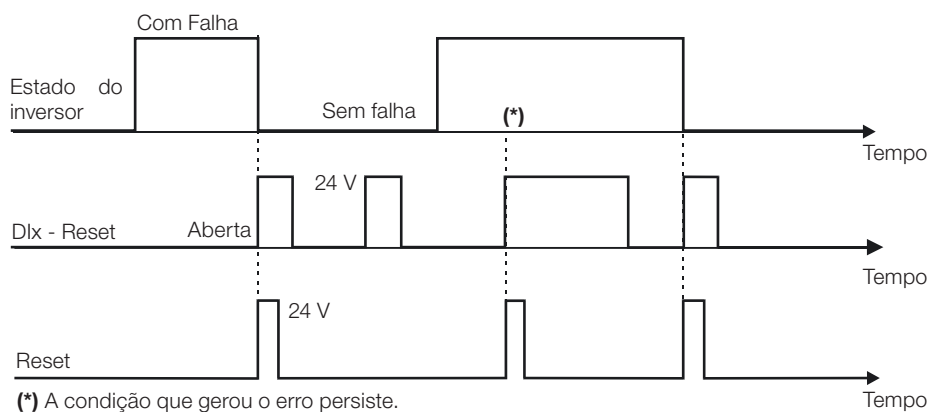 Com Falha
Estado do
inversor
Sem falha
(*)
Tempo
24 V
DIx - Reset
Aberta
Tempo
24 V
Reset
Tempo
(*) A condição que gerou o erro persiste.